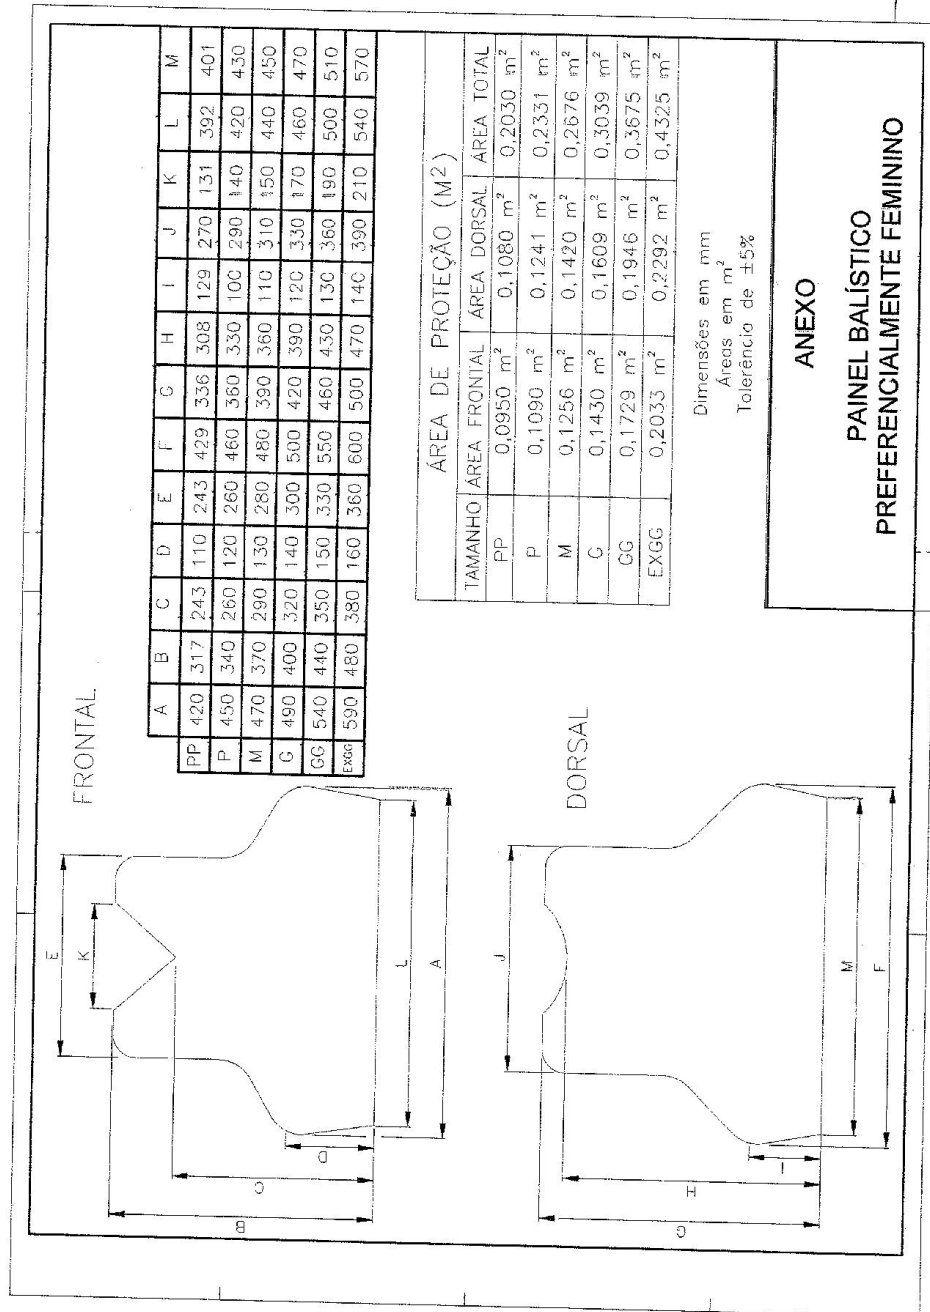 FRONTAL
A B C D E F G H I J K L M
PP 420 317 243 110 243 429 336 308 129 270 131 392 401
P 450 340 260 120 260 460 360 330 100 290 140 420 430
M 470 370 290 130 280 480 390 360 110 310 150 440 450
G 490 400 320 140 300 500 420 390 120 330 170 460 470
GG 540 440 350 150 330 550 460 430 130 360 190 500 510
EXGG 590 480 380 160 360 600 500 470 140 390 210 540 570
E
K
L
A
B
C
D
DORSAL
J
M
F
G
H
I
ÁREA DE PROTEÇÃO (M²)
TAMANHO ÁREA FRONTAL ÁREA DORSAL ÁREA TOTAL
PP 0,0950 m² 0,1080 m² 0,2030 m²
P 0,1090 m² 0,1241 m² 0,2331 m²
M 0,1256 m² 0,1420 m² 0,2676 m²
G 0,1430 m² 0,1609 m² 0,3039 m²
GG 0,1729 m² 0,1946 m² 0,3675 m²
EXGG 0,2033 m² 0,2292 m² 0,4325 m²
Dimensões em mm
Áreas em m²
Tolerêncio de ±5%
ANEXO
PAINEL BALÍSTICO
PREFERENCIALMENTE FEMININO